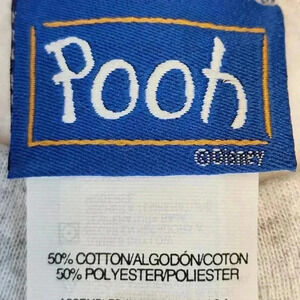 Pooh
©Disney
50% COTTON/ALGODÓN/COTON
50% POLYESTER/POLIESTER